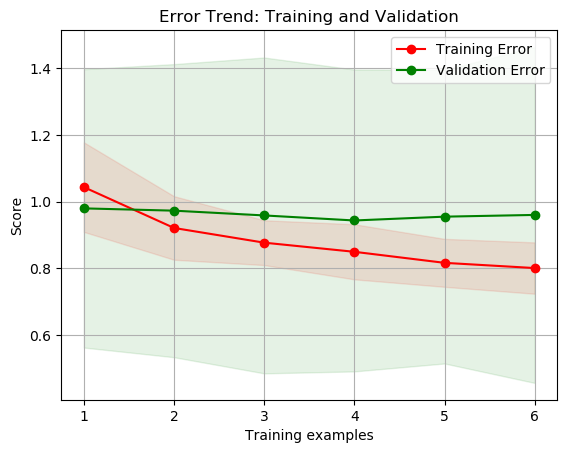 Error Trend: Training and Validation
Training Error
Validation Error
1.4
1.2
1.0
0.8
0.6
Score
1 2 3 4 5 6
Training examples